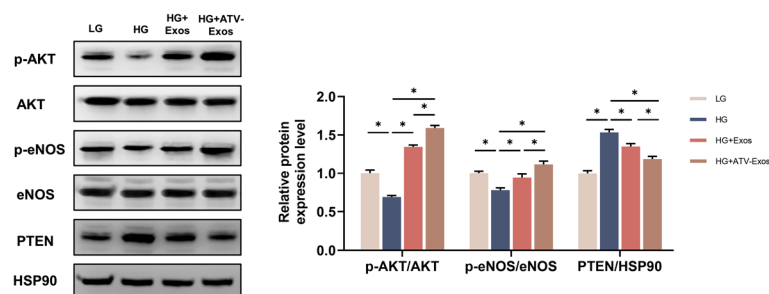 LG HG HG+ Exos HG+ATV- Exos
p-AKT
AKT
p-eNOS
eNOS
PTEN
HSP90
Relative protein
expression level
2.0
1.5
1.0
0.5
0.0
* * * *
* * * *
* * * *
p-AKT/AKT p-eNOS/eNOS PTEN/HSP90
LG
HG
HG+Exos
HG+ATV-Exos